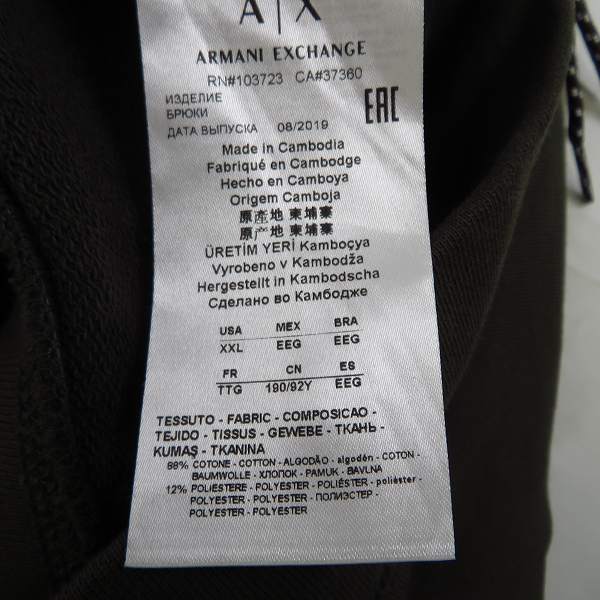 A|X
ARMANI EXCHANGE
RN#103723 CA#37360
ИЗДЕЛИЕ
БРЮКИ
EAC
ДАТА ВЫПУСКА 08/2019
Made in Cambodia
Fabriqué en Cambodge
Hecho en Camboya
Origem Camboja
原產地 柬埔寨
原产地 柬埔寨
ÜRETİM YERİ Kamboçya
Vyrobeno v Kambodža
Hergestellt in Kambodscha
Сделано во Камбодже
USA MEX BRA
XXL EEG EEG
FR CN ES
TTG 190/92Y EEG
TESSUTO - FABRIC - COMPOSICAO -
TEJIDO - TISSUS - GEWEBE - ТКАНЬ -
KUMAŞ - TKANINA
88% COTONE - COTTON - ALGODÃO - algodón - COTON -
BAUMWOLLE - ХЛОПОК - PAMUK - BAVLNA
12% POLIESTERE - POLYESTER - POLIÉSTER - poliéster -
POLYESTER - POLYESTER - ПОЛИЭСТЕР -
POLYESTER - POLYESTER